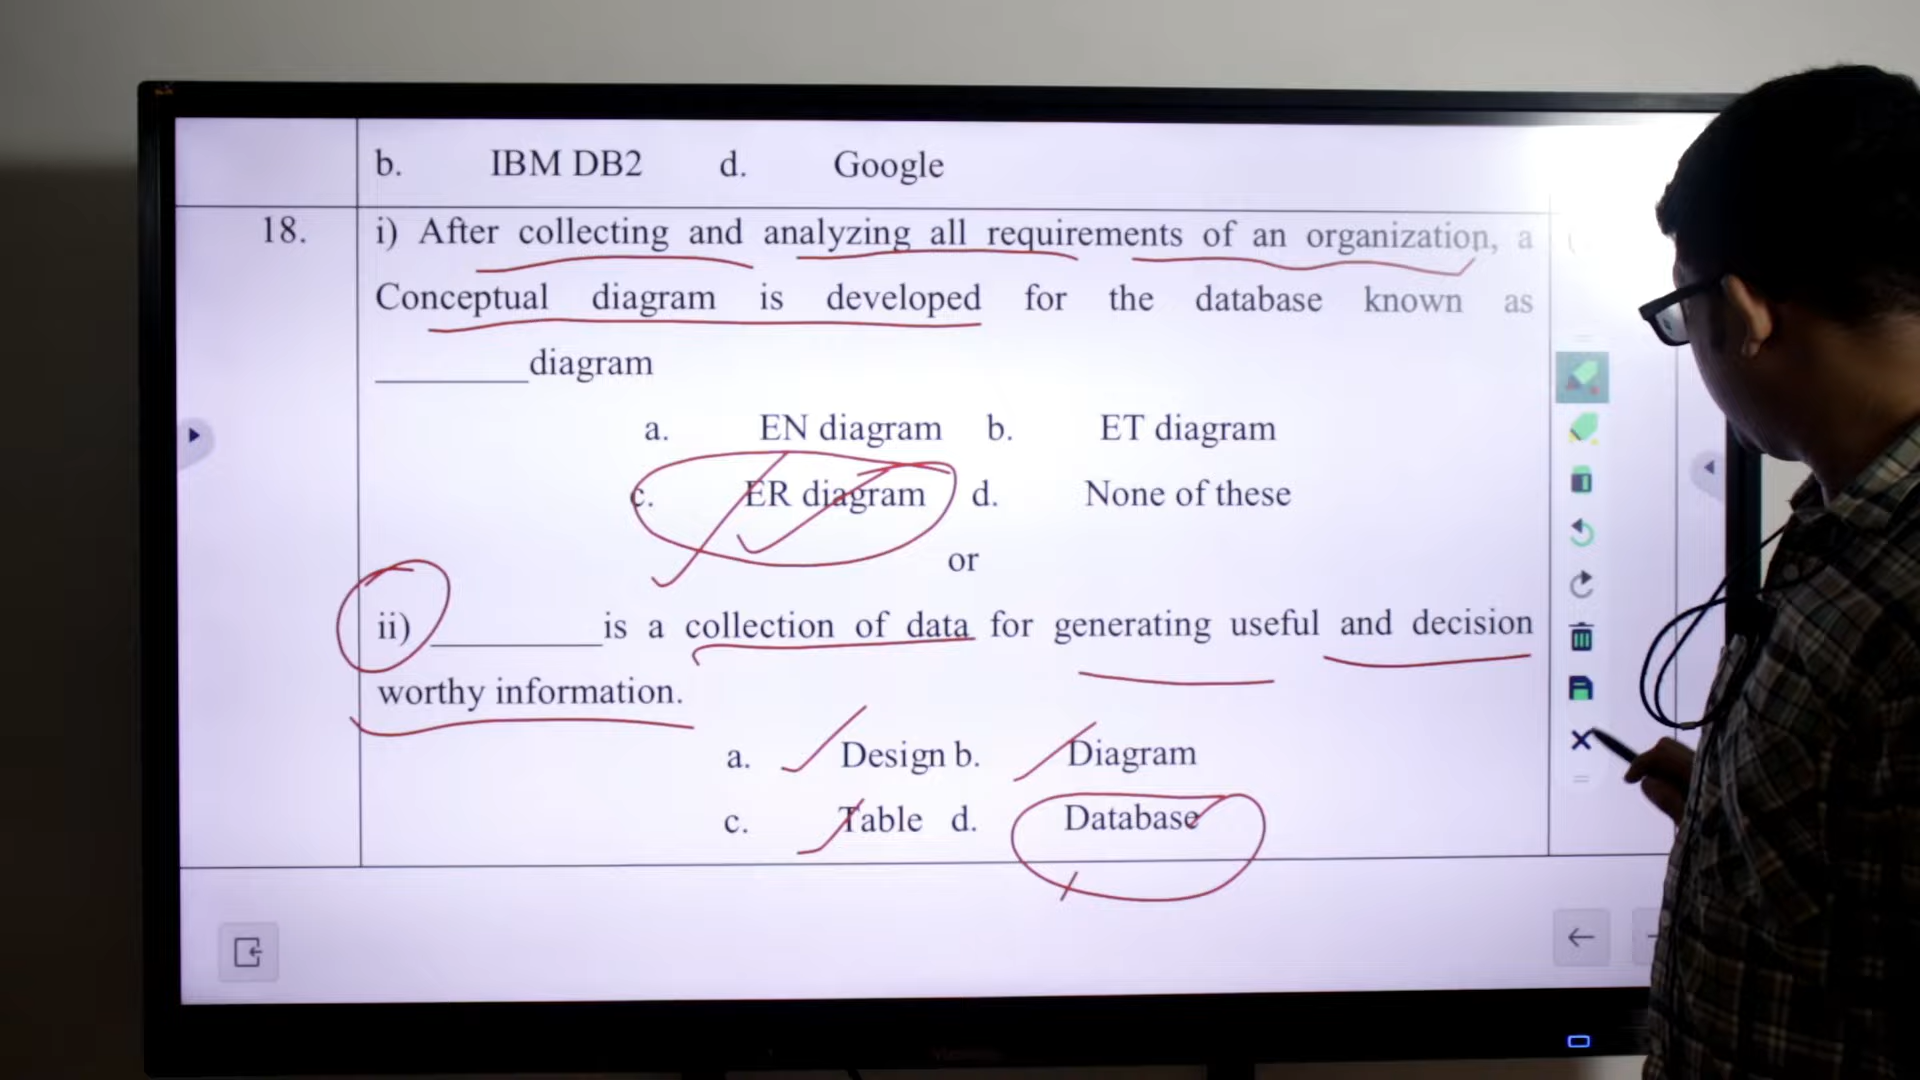 b. IBM DB2 d. Google
18. i) After collecting and analyzing all requirements of an organization, a
Conceptual diagram is developed for the database known as
________diagram
a. EN diagram b. ET diagram
c. ER diagram d. None of these
or
ii) _________is a collection of data for generating useful and decision
worthy information.
a. Design b. Diagram
c. Table d. Database